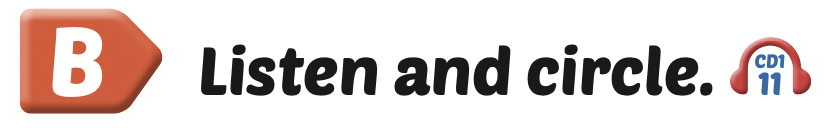 B Listen and circle. CD1
11